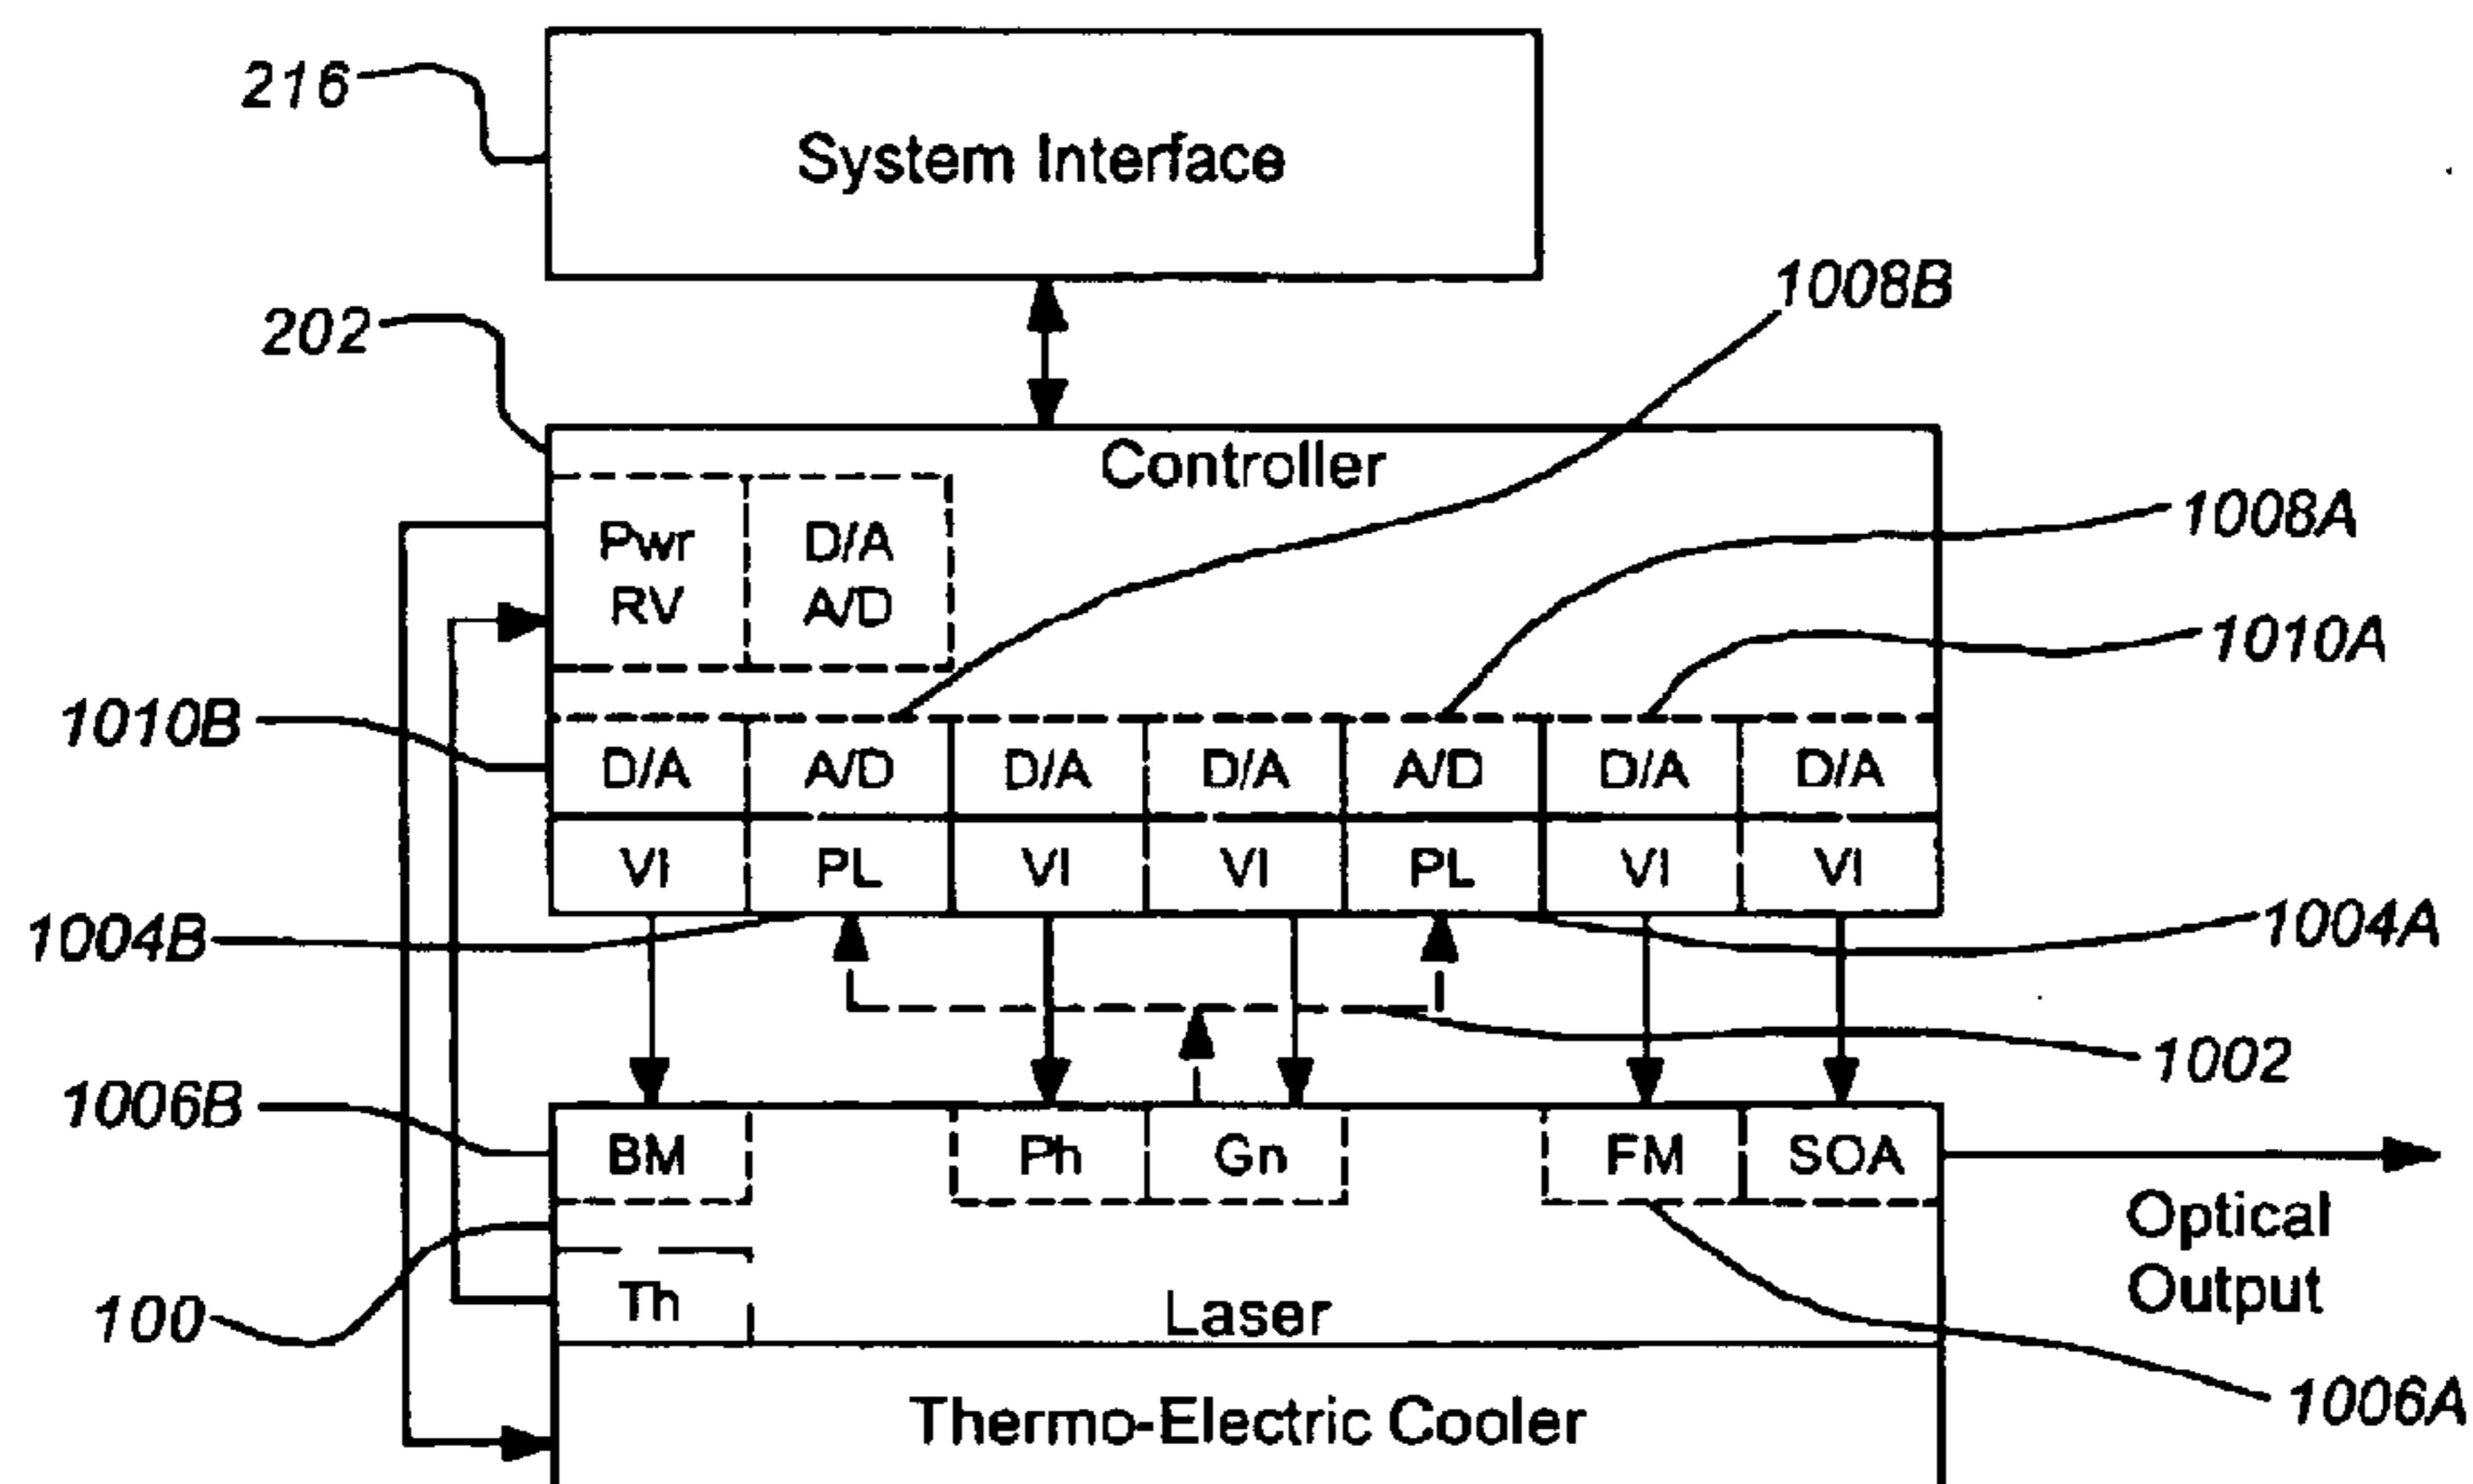 216
System Interface
1008B
202
Controller
1008A
Pwr
RV
D/A
A/D
1010A
1010B
D/A A/D D/A D/A A/D D/A D/A
VI PL VI VI PL VI VI
1004B
1004A
1002
1006B
BM Ph Gn FM SOA
Optical
Output
100
Th
Laser
1006A
Thermo-Electric Cooler